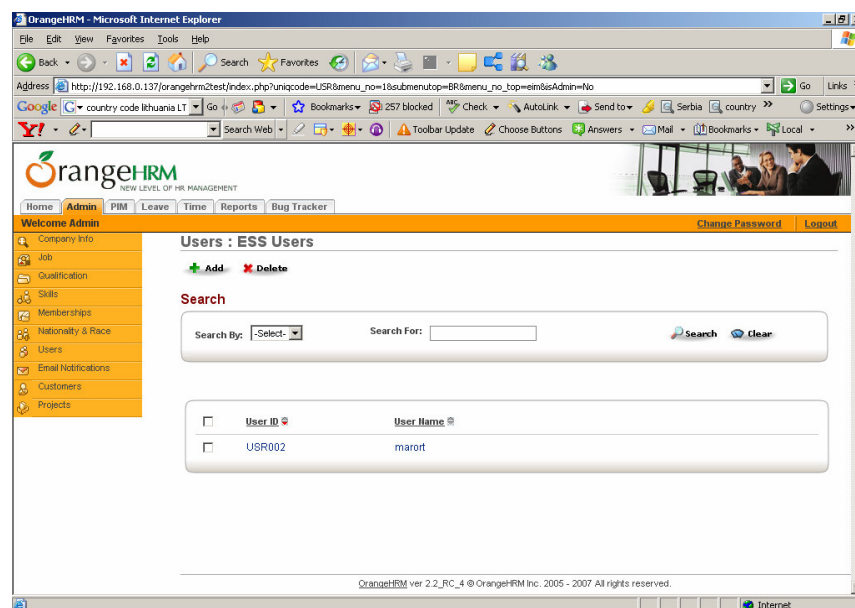 OrangeHRM - Microsoft Internet Explorer
File Edit View Favorites Tools Help
Back Search Favorites
Address http://192.168.0.137/orangehrm2test/index.php?uniqcode=USR&menu_no=1&submenutop=BR&menu_no_top=eim&isAdmin=No Go Links
Google G country code lithuania LT Go Bookmarks 257 blocked ABC Check AutoLink Send to Serbia country » Settings
Y! Search Web Toolbar Update Choose Buttons Answers Mail Bookmarks Local »
OrangeHRM
NEW LEVEL OF HR MANAGEMENT
Home Admin PIM Leave Time Reports Bug Tracker
Welcome Admin Change Password Logout
Company Info
Job
Qualification
Skills
Memberships
Nationality & Race
Users
Email Notifications
Customers
Projects
Users : ESS Users
Add Delete
Search
Search By: -Select- Search For: Search Clear
User ID User Name
USR002 marort
OrangeHRM ver 2.2_RC_4 © OrangeHRM Inc. 2005 - 2007 All rights reserved.
Internet